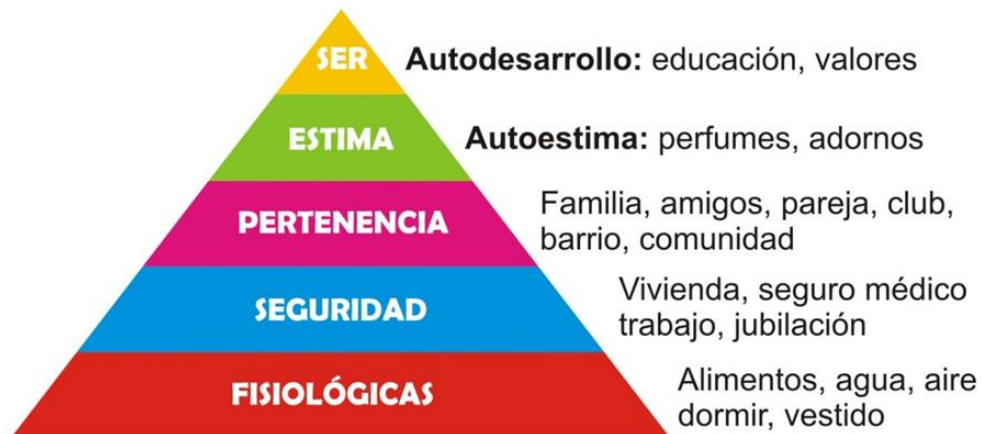 SER
Autodesarrollo: educación, valores
ESTIMA
Autoestima: perfumes, adornos
PERTENENCIA
Familia, amigos, pareja, club,
barrio, comunidad
SEGURIDAD
Vivienda, seguro médico
trabajo, jubilación
FISIOLÓGICAS
Alimentos, agua, aire
dormir, vestido